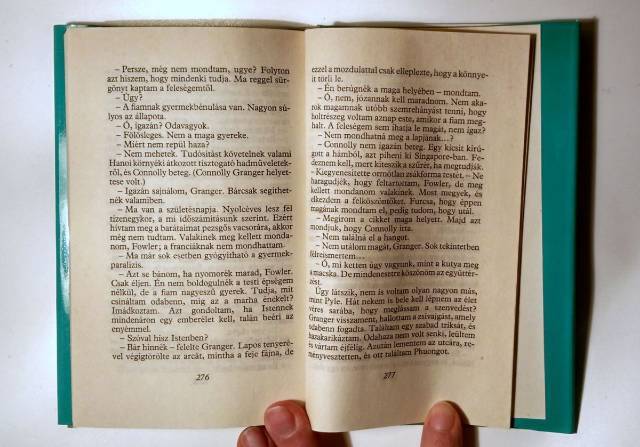 – Persze, még nem mondtam, ugye? Folyton
azt hiszem, hogy mindenki tudja. Ma reggel sür-
gönyt kaptam a feleségemtől.
– Úgy?
– A fiamnak gyermekbénulása van. Nagyon sú-
lyos az állapota.
– Ó, igazán? Odavagyok.
– Fölösleges. Nem a maga gyereke.
– Miért nem repül haza?
– Nem mehetek. Tudósítást követelnek valami
Hanoi környéki átkozott tisztogató hadműveletek-
ről, és Connolly beteg. (Connolly Granger helyet-
tese volt.)
– Igazán sajnálom, Granger. Bárcsak segíthet-
nék valamiben.
– Ma van a születésnapja. Nyolcéves lesz fél
tizenegykor, a mi időszámításunk szerint. Ezért
hívtam meg a barátaimat pezsgős vacsorára, akkor
még nem tudtam. Valakinek meg kellett monda-
nom, Fowler; a franciáknak nem mondhattam.
– Ma már sok esetben gyógyítható a gyermek-
paralízis.
– Azt se bánom, ha nyomorék marad, Fowler.
Csak éljen. Én nem boldogulnék a testi épségem
nélkül, de a fiam nagyeszű gyerek. Tudja, mit
csináltam odabenn, míg az a marha énekelt?
Imádkoztam. Azt gondoltam, ha Istennek
mindenáron egy emberélet kell, talán beéri az
enyémmel.
– Szóval hisz Istenben?
– Bár hinnék – felelte Granger. Lapos tenyeré-
vel végigtörölte az arcát, mintha a feje fájna, de
276
ezzel a mozdulattal csak elleplezte, hogy a könnye-
it törli le.
– Én berúgnék a maga helyében – mondtam.
– Ó, nem, józannak kell maradnom. Nem aka-
rok magamnak utóbb szemrehányást tenni, hogy
holtrészeg voltam aznap este, amikor a fiam meg-
halt. A feleségem sem ihatja le magát, nem igaz?
– Nem mondhatná meg a lapjának...?
– Connolly nem igazán beteg. Egy kicsit kirú-
gott a hámból, azt piheni ki Singapore-ban. Fe-
deznem kell, mert kiteszik a szűrét, ha megtudják.
– Kiegyenesítette ormótlan zsákforma testét. – Ne
haragudjék, hogy feltartottam, Fowler, de meg
kellett mondanom valakinek. Most megyek, és
elkezdem a felköszöntőket. Furcsa, hogy éppen
magának mondtam el, pedig tudom, hogy utál.
– Megírom a cikket maga helyett. Majd azt
mondjuk, hogy Connolly írta.
– Nem találná el a hangot.
– Nem utálom magát, Granger. Sok tekintetben
félreismertem...
– Ó, mi ketten úgy vagyunk, mint a kutya meg
a macska. De mindenesetre köszönöm az együttér-
zést.
Úgy látszik, nem is voltam olyan nagyon más,
mint Pyle. Hát nekem is bele kell lépnem az élet
véres sarába, hogy meglássam a szenvedést?
Granger visszament, hallottam a zsivajgást, amely
odabenn fogadta. Találtam egy szabad triksát, és
hazakarikáztam. Odahaza nem volt senki, leültem
és vártam éjfélig. Azután lementem az utcára, re-
ményvesztetten, és ott találtam Phuongot.
277